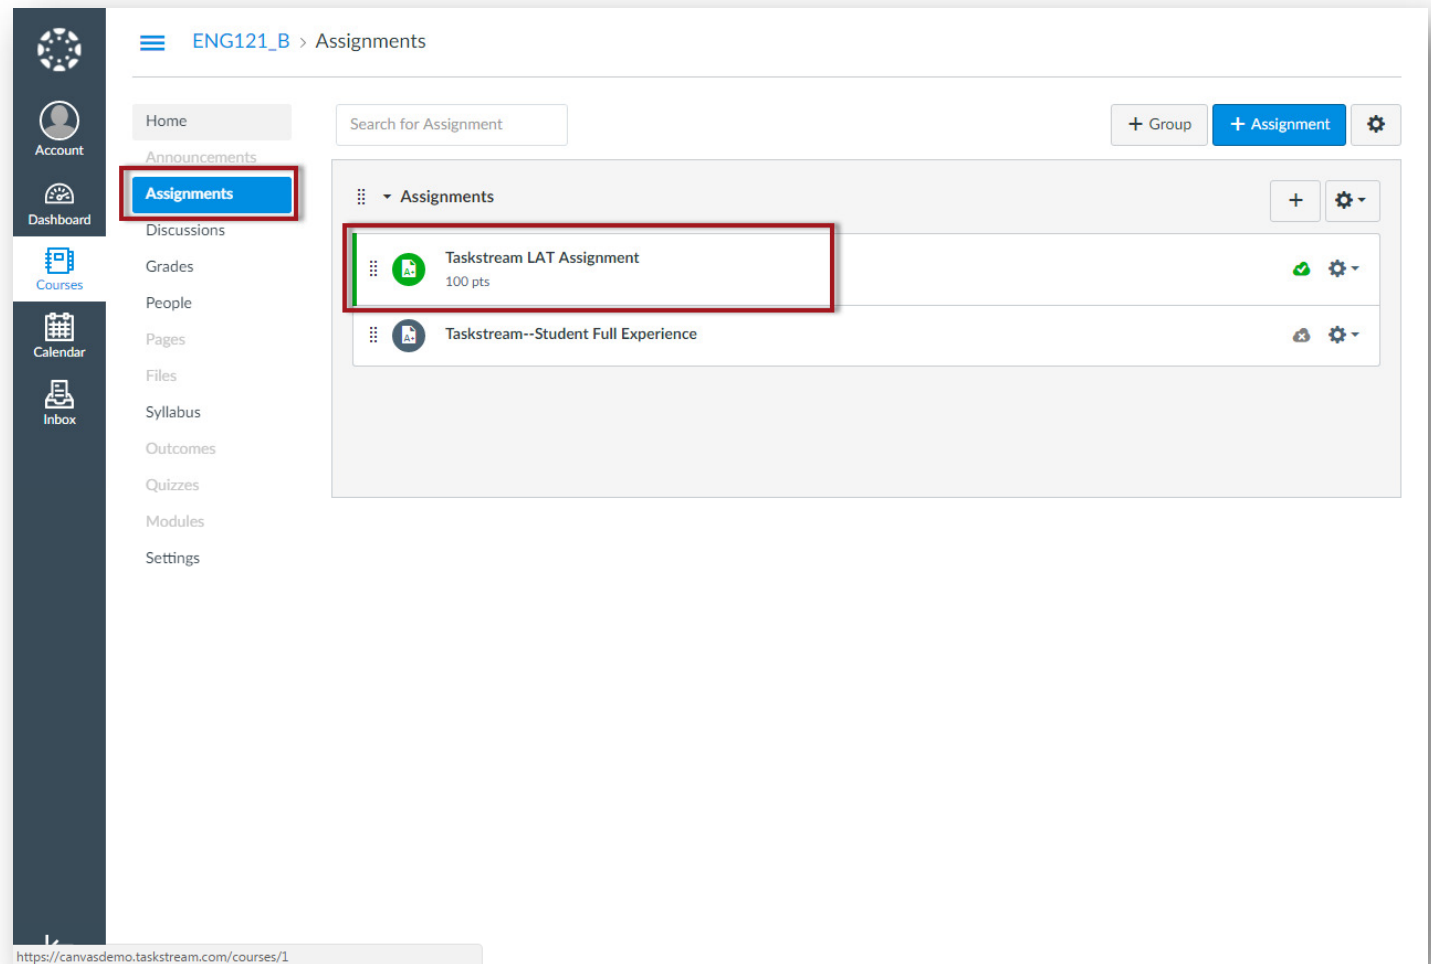 ENG121_B > Assignments
Account
Dashboard
Courses
Calendar
Inbox
Home
Announcements
Assignments
Discussions
Grades
People
Pages
Files
Syllabus
Outcomes
Quizzes
Modules
Settings
Search for Assignment
+ Group
+ Assignment
Assignments
+
Taskstream LAT Assignment
100 pts
Taskstream--Student Full Experience
https://canvasdemo.taskstream.com/courses/1